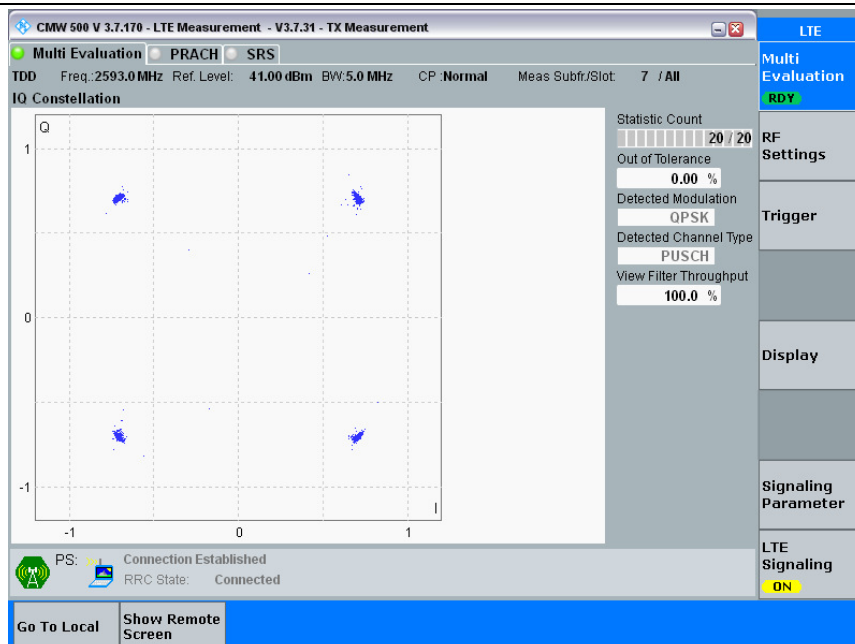 CMW 500 V 3.7.170 - LTE Measurement - V3.7.31 - TX Measurement
LTE
Multi Evaluation PRACH SRS
TDD Freq.:2593.0 MHz Ref. Level: 41.00 dBm BW:5.0 MHz CP :Normal Meas Subfr./Slot: 7 / All
IQ Constellation
Q
1
0
-1
-1 0 1
I
Statistic Count
20 / 20
Out of Tolerance
0.00 %
Detected Modulation
QPSK
Detected Channel Type
PUSCH
View Filter Throughput
100.0 %
Multi
Evaluation
RDY
RF
Settings
Trigger
Display
Signaling
Parameter
LTE
Signaling
ON
PS: Connection Established
RRC State: Connected
Go To Local
Show Remote
Screen